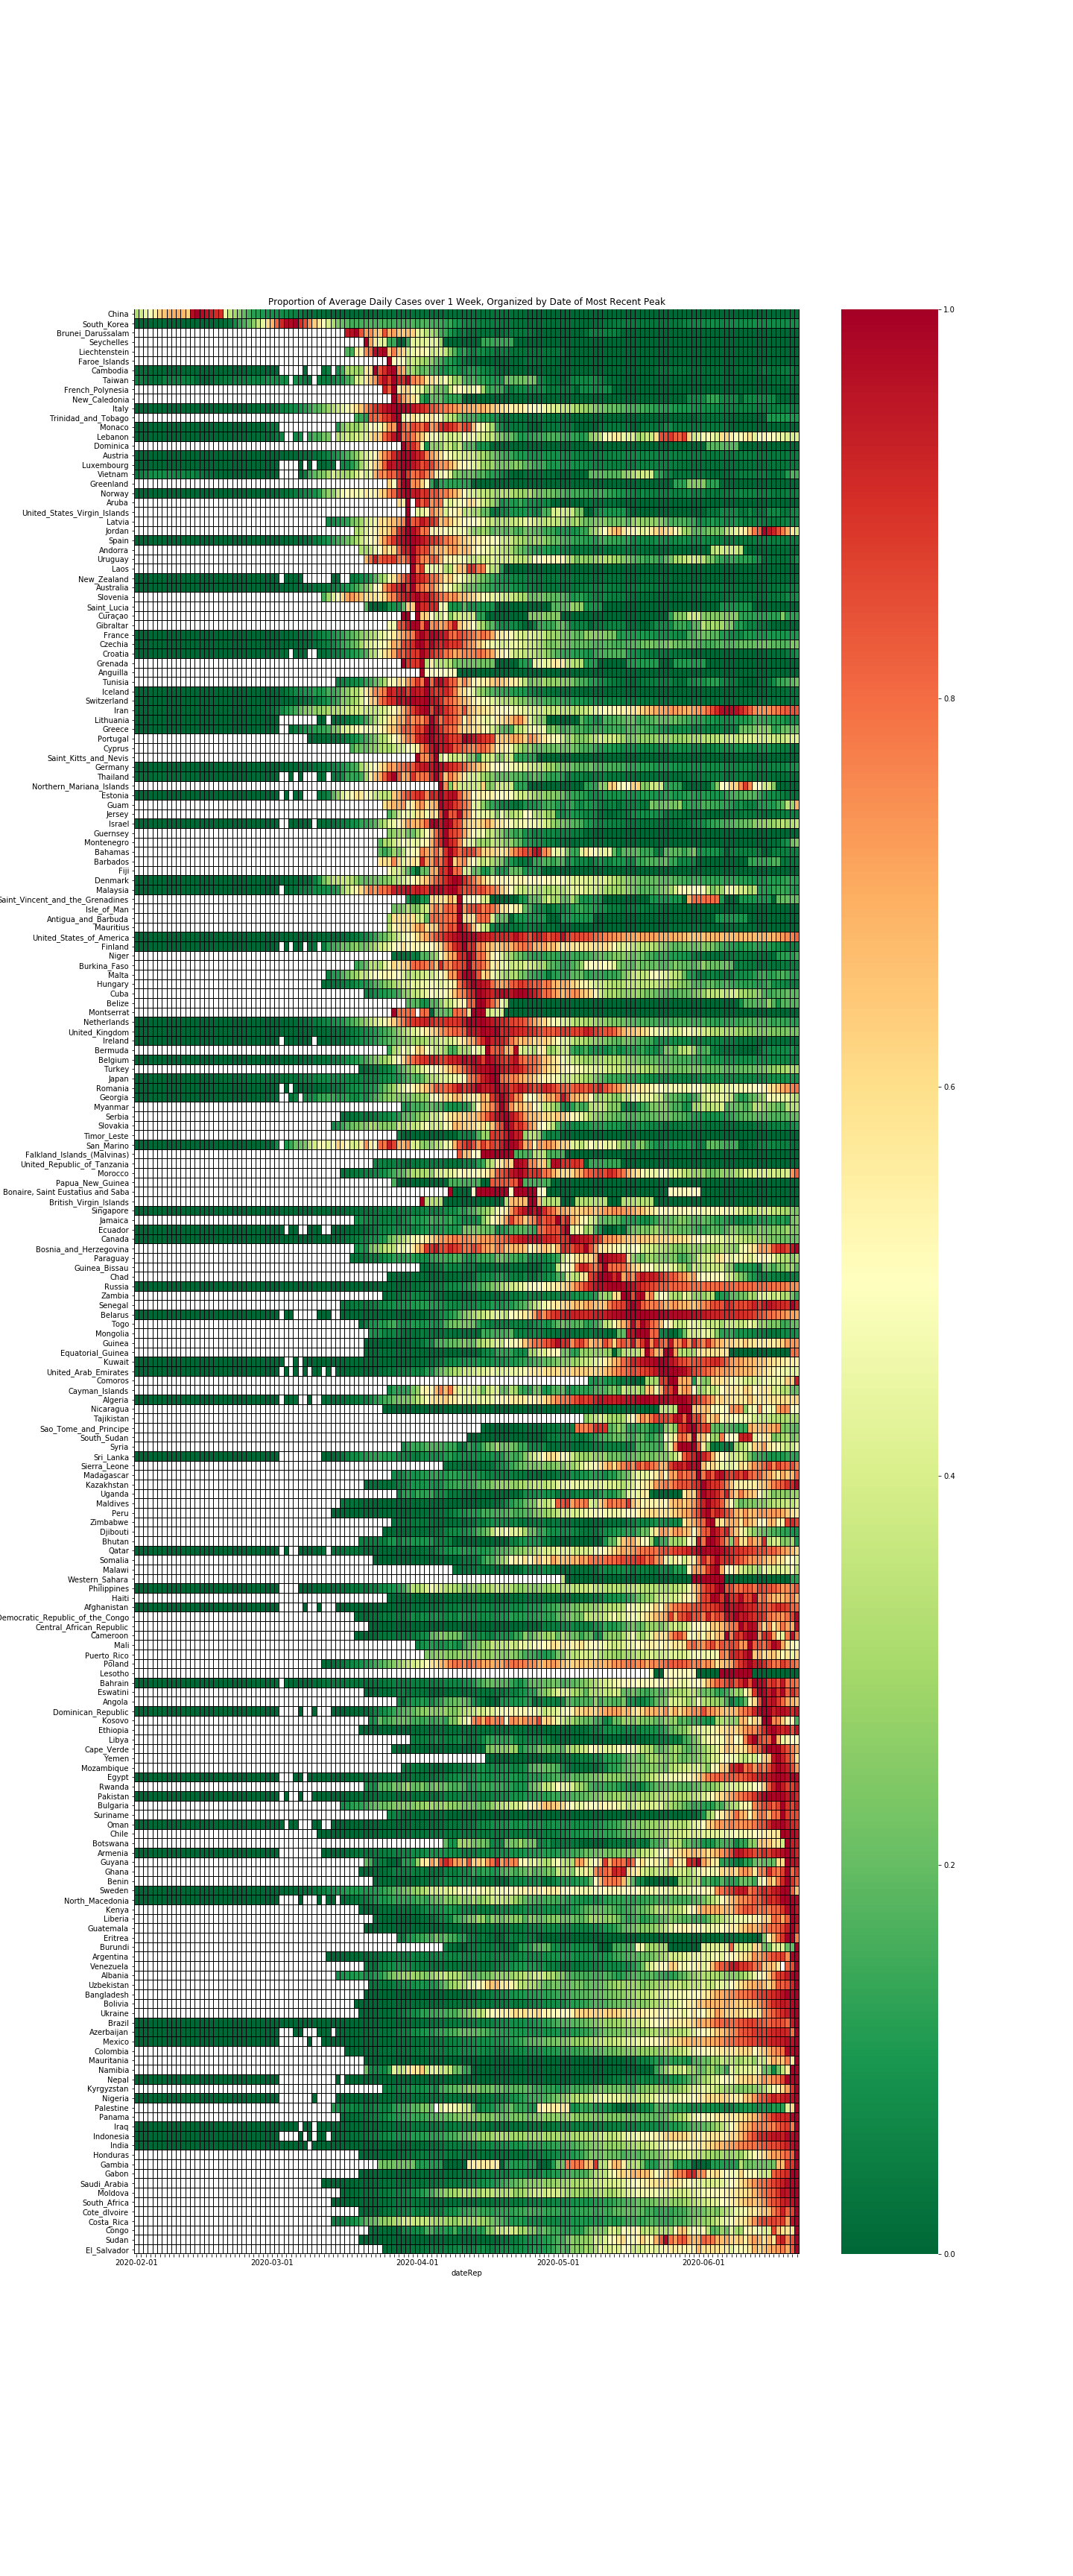 Proportion of Average Daily Cases over 1 Week, Organized by Date of Most Recent Peak
China
South_Korea
Brunei_Darussalam
Seychelles
Liechtenstein
Faroe_Islands
Cambodia
Taiwan
French_Polynesia
New_Caledonia
Italy
Trinidad_and_Tobago
Monaco
Lebanon
Dominica
Austria
Luxembourg
Vietnam
Greenland
Norway
Aruba
United_States_Virgin_Islands
Latvia
Jordan
Spain
Andorra
Uruguay
Laos
New_Zealand
Australia
Slovenia
Saint_Lucia
Curaçao
Gibraltar
France
Czechia
Croatia
Grenada
Anguilla
Tunisia
Iceland
Switzerland
Iran
Lithuania
Greece
Portugal
Cyprus
Saint_Kitts_and_Nevis
Germany
Thailand
Northern_Mariana_Islands
Estonia
Guam
Jersey
Israel
Guernsey
Montenegro
Bahamas
Barbados
Fiji
Denmark
Malaysia
Saint_Vincent_and_the_Grenadines
Isle_of_Man
Antigua_and_Barbuda
Mauritius
United_States_of_America
Finland
Niger
Burkina_Faso
Malta
Hungary
Cuba
Belize
Montserrat
Netherlands
United_Kingdom
Ireland
Bermuda
Belgium
Turkey
Japan
Romania
Georgia
Myanmar
Serbia
Slovakia
Timor_Leste
San_Marino
Falkland_Islands_(Malvinas)
United_Republic_of_Tanzania
Morocco
Papua_New_Guinea
Bonaire, Saint Eustatius and Saba
British_Virgin_Islands
Singapore
Jamaica
Ecuador
Canada
Bosnia_and_Herzegovina
Paraguay
Guinea_Bissau
Chad
Russia
Zambia
Senegal
Belarus
Togo
Mongolia
Guinea
Equatorial_Guinea
Kuwait
United_Arab_Emirates
Comoros
Cayman_Islands
Algeria
Nicaragua
Tajikistan
Sao_Tome_and_Principe
South_Sudan
Syria
Sri_Lanka
Sierra_Leone
Madagascar
Kazakhstan
Uganda
Maldives
Peru
Zimbabwe
Djibouti
Bhutan
Qatar
Somalia
Malawi
Western_Sahara
Philippines
Haiti
Afghanistan
Democratic_Republic_of_the_Congo
Central_African_Republic
Cameroon
Mali
Puerto_Rico
Poland
Lesotho
Bahrain
Eswatini
Angola
Dominican_Republic
Kosovo
Ethiopia
Libya
Cape_Verde
Yemen
Mozambique
Egypt
Rwanda
Pakistan
Bulgaria
Suriname
Oman
Chile
Botswana
Armenia
Guyana
Ghana
Benin
Sweden
North_Macedonia
Kenya
Liberia
Guatemala
Eritrea
Burundi
Argentina
Venezuela
Albania
Uzbekistan
Bangladesh
Bolivia
Ukraine
Brazil
Azerbaijan
Mexico
Colombia
Mauritania
Namibia
Nepal
Kyrgyzstan
Nigeria
Palestine
Panama
Iraq
Indonesia
India
Honduras
Gambia
Gabon
Saudi_Arabia
Moldova
South_Africa
Cote_dIvoire
Costa_Rica
Congo
Sudan
El_Salvador
2020-02-01 2020-03-01 2020-04-01 2020-05-01 2020-06-01
dateRep
1.0
0.8
0.6
0.4
0.2
0.0